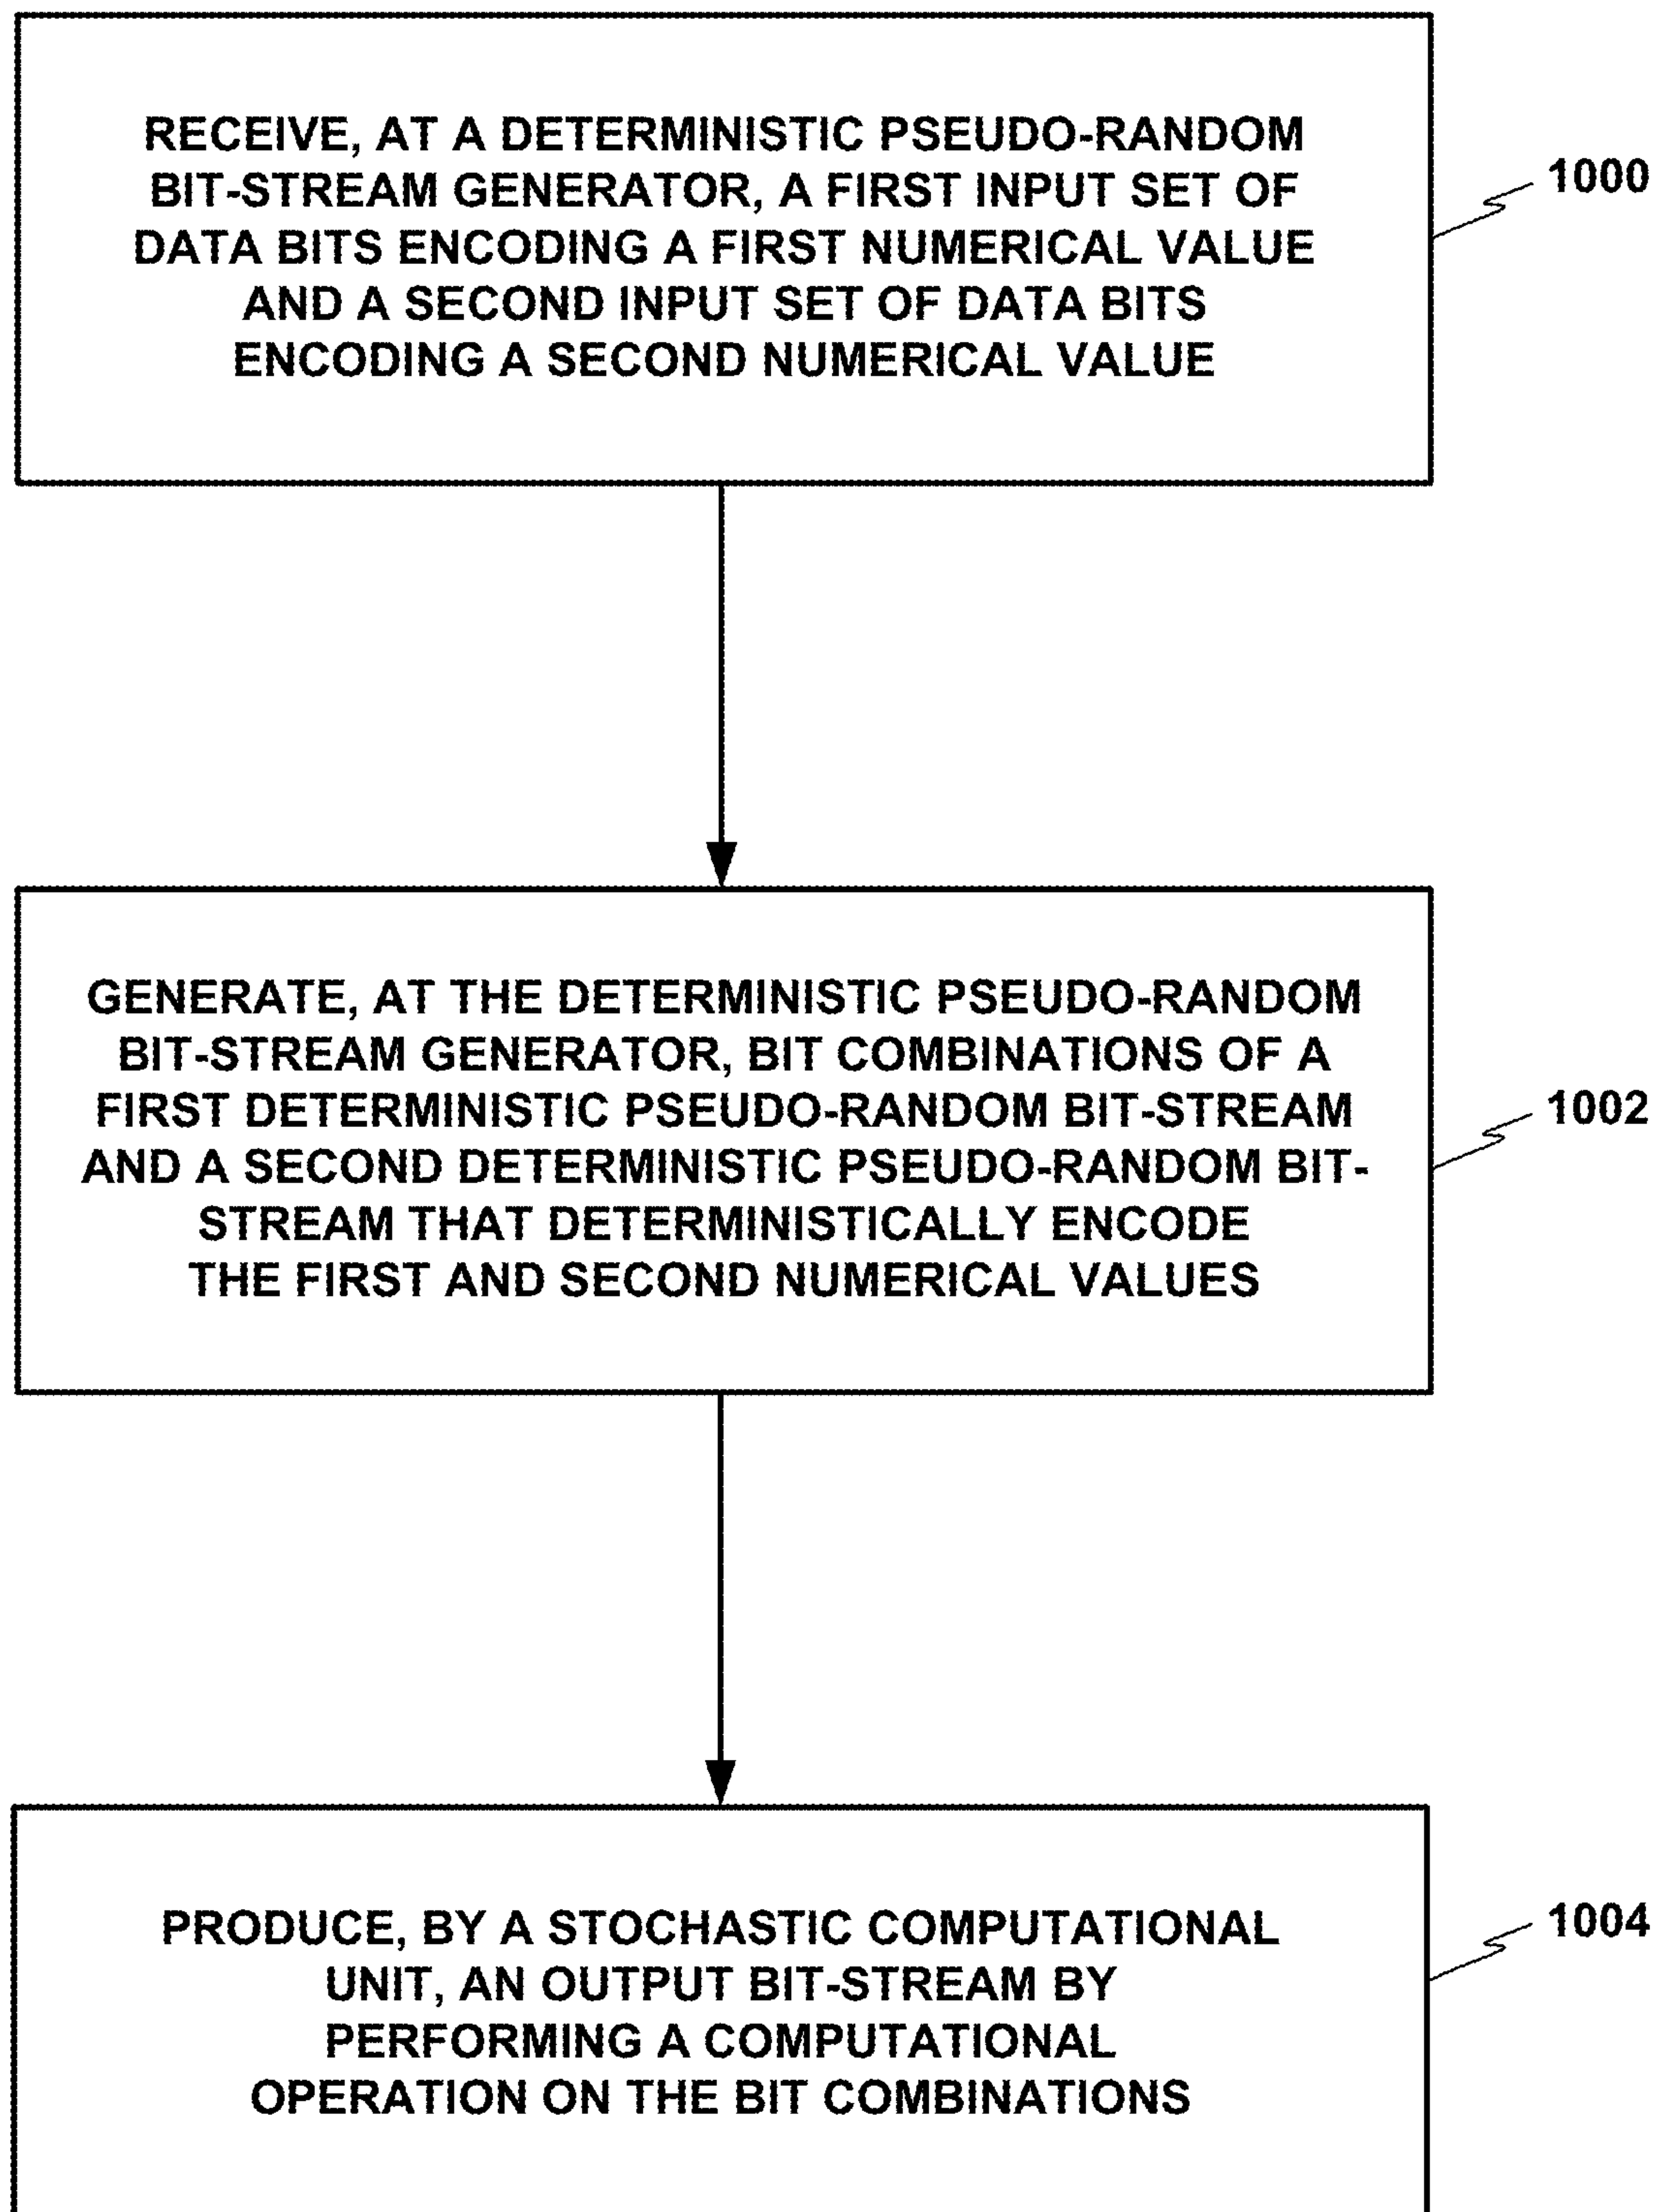 RECEIVE, AT A DETERMINISTIC PSEUDO-RANDOM
BIT-STREAM GENERATOR, A FIRST INPUT SET OF
DATA BITS ENCODING A FIRST NUMERICAL VALUE
AND A SECOND INPUT SET OF DATA BITS
ENCODING A SECOND NUMERICAL VALUE
1000
GENERATE, AT THE DETERMINISTIC PSEUDO-RANDOM
BIT-STREAM GENERATOR, BIT COMBINATIONS OF A
FIRST DETERMINISTIC PSEUDO-RANDOM BIT-STREAM
AND A SECOND DETERMINISTIC PSEUDO-RANDOM BIT-
STREAM THAT DETERMINISTICALLY ENCODE
THE FIRST AND SECOND NUMERICAL VALUES
1002
PRODUCE, BY A STOCHASTIC COMPUTATIONAL
UNIT, AN OUTPUT BIT-STREAM BY
PERFORMING A COMPUTATIONAL
OPERATION ON THE BIT COMBINATIONS
1004